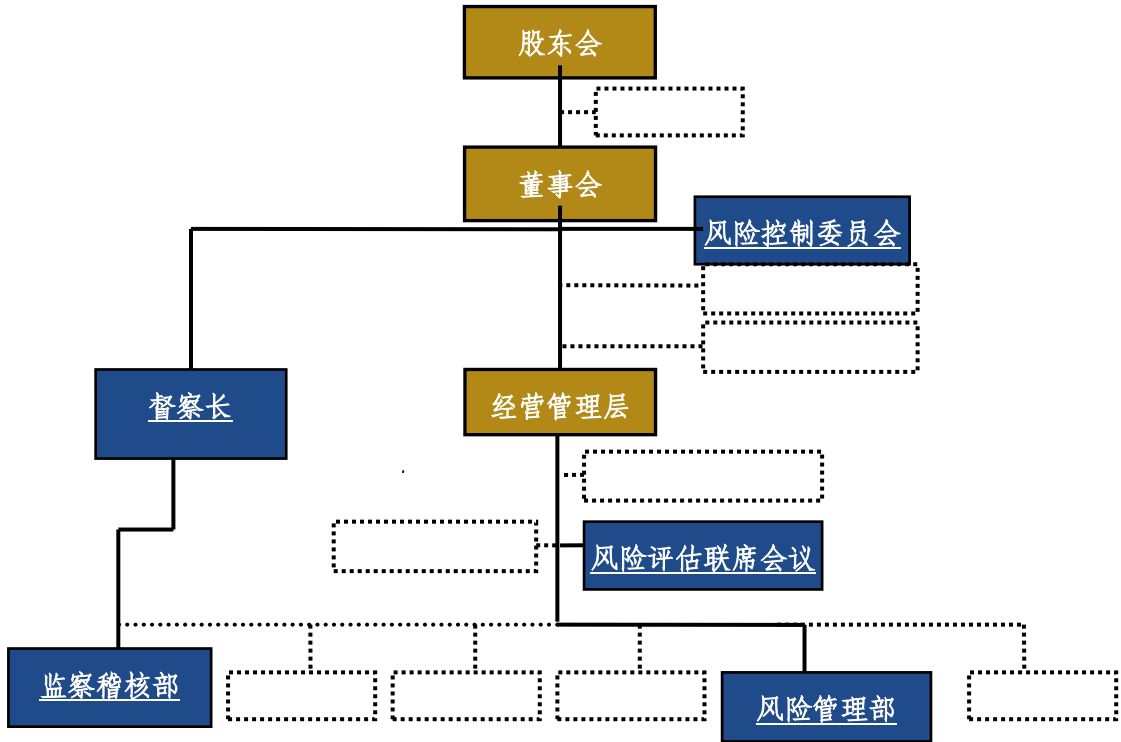 股东会
董事会
风险控制委员会
督察长
经营管理层
风险评估联席会议
监察稽核部
风险管理部